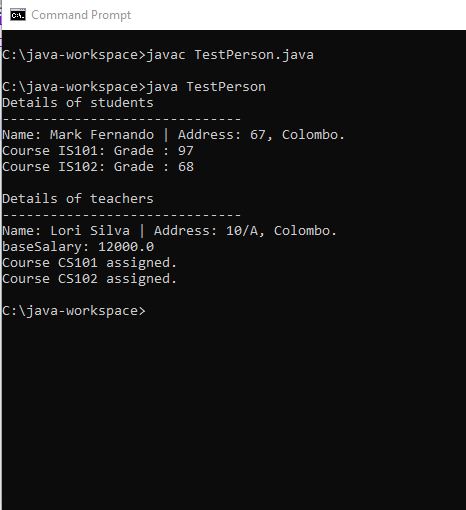 Command Prompt
C:\java-workspace>javac TestPerson.java
C:\java-workspace>java TestPerson
Details of students
------------------------------
Name: Mark Fernando | Address: 67, Colombo.
Course IS101: Grade : 97
Course IS102: Grade : 68
Details of teachers
------------------------------
Name: Lori Silva | Address: 10/A, Colombo.
baseSalary: 12000.0
Course CS101 assigned.
Course CS102 assigned.
C:\java-workspace>